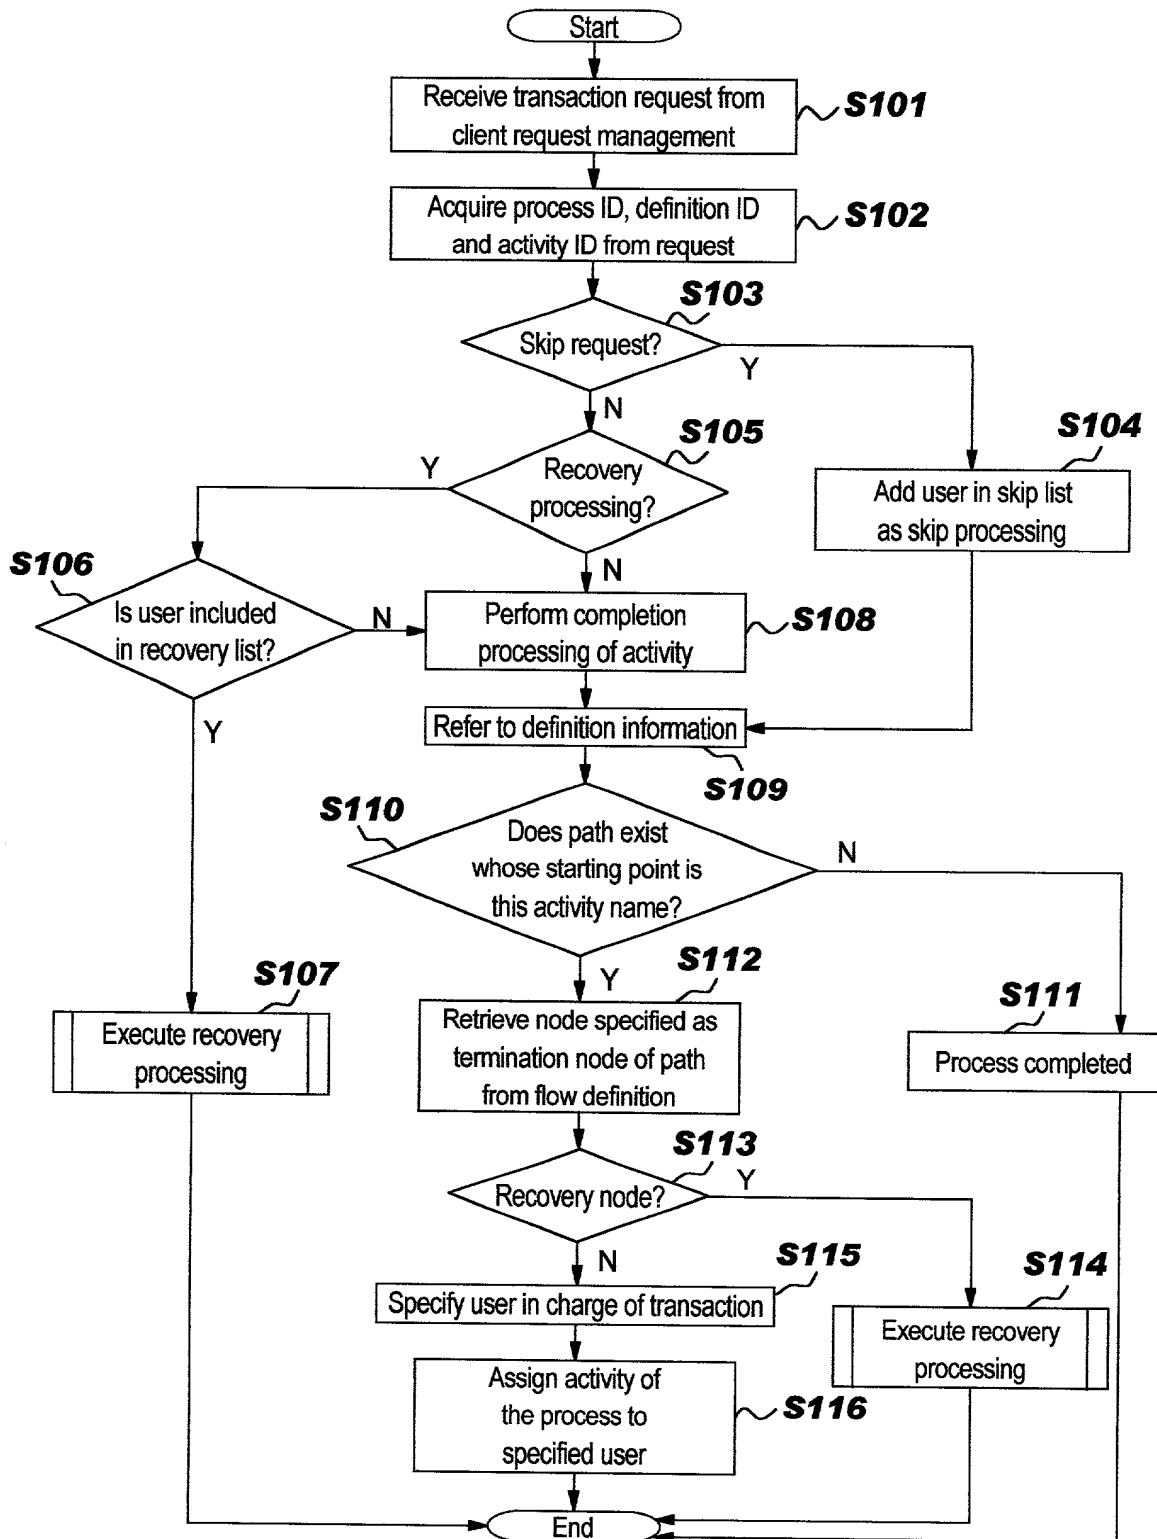 Start
Receive transaction request from
client request management
S101
Acquire process ID, definition ID
and activity ID from request
S102
S103
Skip request?
Y
N
S105
S104
Y
Recovery
processing?
Add user in skip list
as skip processing
N
S106
Is user included
in recovery list?
N
Perform completion
processing of activity
S108
Y
Refer to definition information
S109
S110
Does path exist
whose starting point is
this activity name?
N
Y
S112
S107
S111
Execute recovery
processing
Retrieve node specified as
termination node of path
from flow definition
Process completed
S113
Recovery node?
Y
N
S115
S114
Specify user in charge of transaction
Execute recovery
processing
Assign activity of
the process to
specified user
S116
End